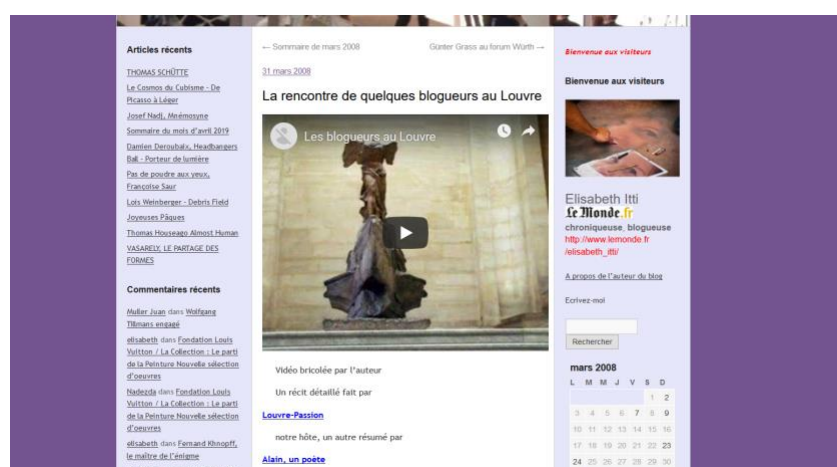 Articles récents
THOMAS SCHÜTTE
Le Cosmos du Cubisme - De
Picasso à Léger
Josef Nadj, Mnémosyne
Sommaire du mois d'avril 2019
Damien Deroubaix, Headbangers
Ball - Porteur de lumière
Pas de poudre aux yeux,
Françoise Saur
Lois Weinberger - Debris Field
Joyeuses Pâques
Thomas Houseago Almost Human
VASARELY, LE PARTAGE DES
FORMES
Commentaires récents
Muller Juan dans Wolfgang
Tillmans engagé
elisabeth dans Fondation Louis
Vuitton / La Collection : Le parti
de la Peinture Nouvelle sélection
d'oeuvres
Nadezda dans Fondation Louis
Vuitton / La Collection : Le parti
de la Peinture Nouvelle sélection
d'oeuvres
elisabeth dans Fernand Khnopff,
le maître de l'énigme
← Sommaire de mars 2008
Günter Grass au forum Würth →
31 mars 2008
La rencontre de quelques blogueurs au Louvre
Les blogueurs au Louvre
Vidéo bricolée par l'auteur
Un récit détaillé fait par
Louvre-Passion
notre hôte, un autre résumé par
Alain, un poète
Bienvenue aux visiteurs
Bienvenue aux visiteurs
Elisabeth Itti
Le Monde.fr
chroniqueuse, blogueuse
http://www.lemonde.fr
/elisabeth_itti/
A propos de l'auteur du blog
Ecrivez-moi
Rechercher
mars 2008
L M M J V S D
1 2
3 4 5 6 7 8 9
10 11 12 13 14 15 16
17 18 19 20 21 22 23
24 25 26 27 28 29 30